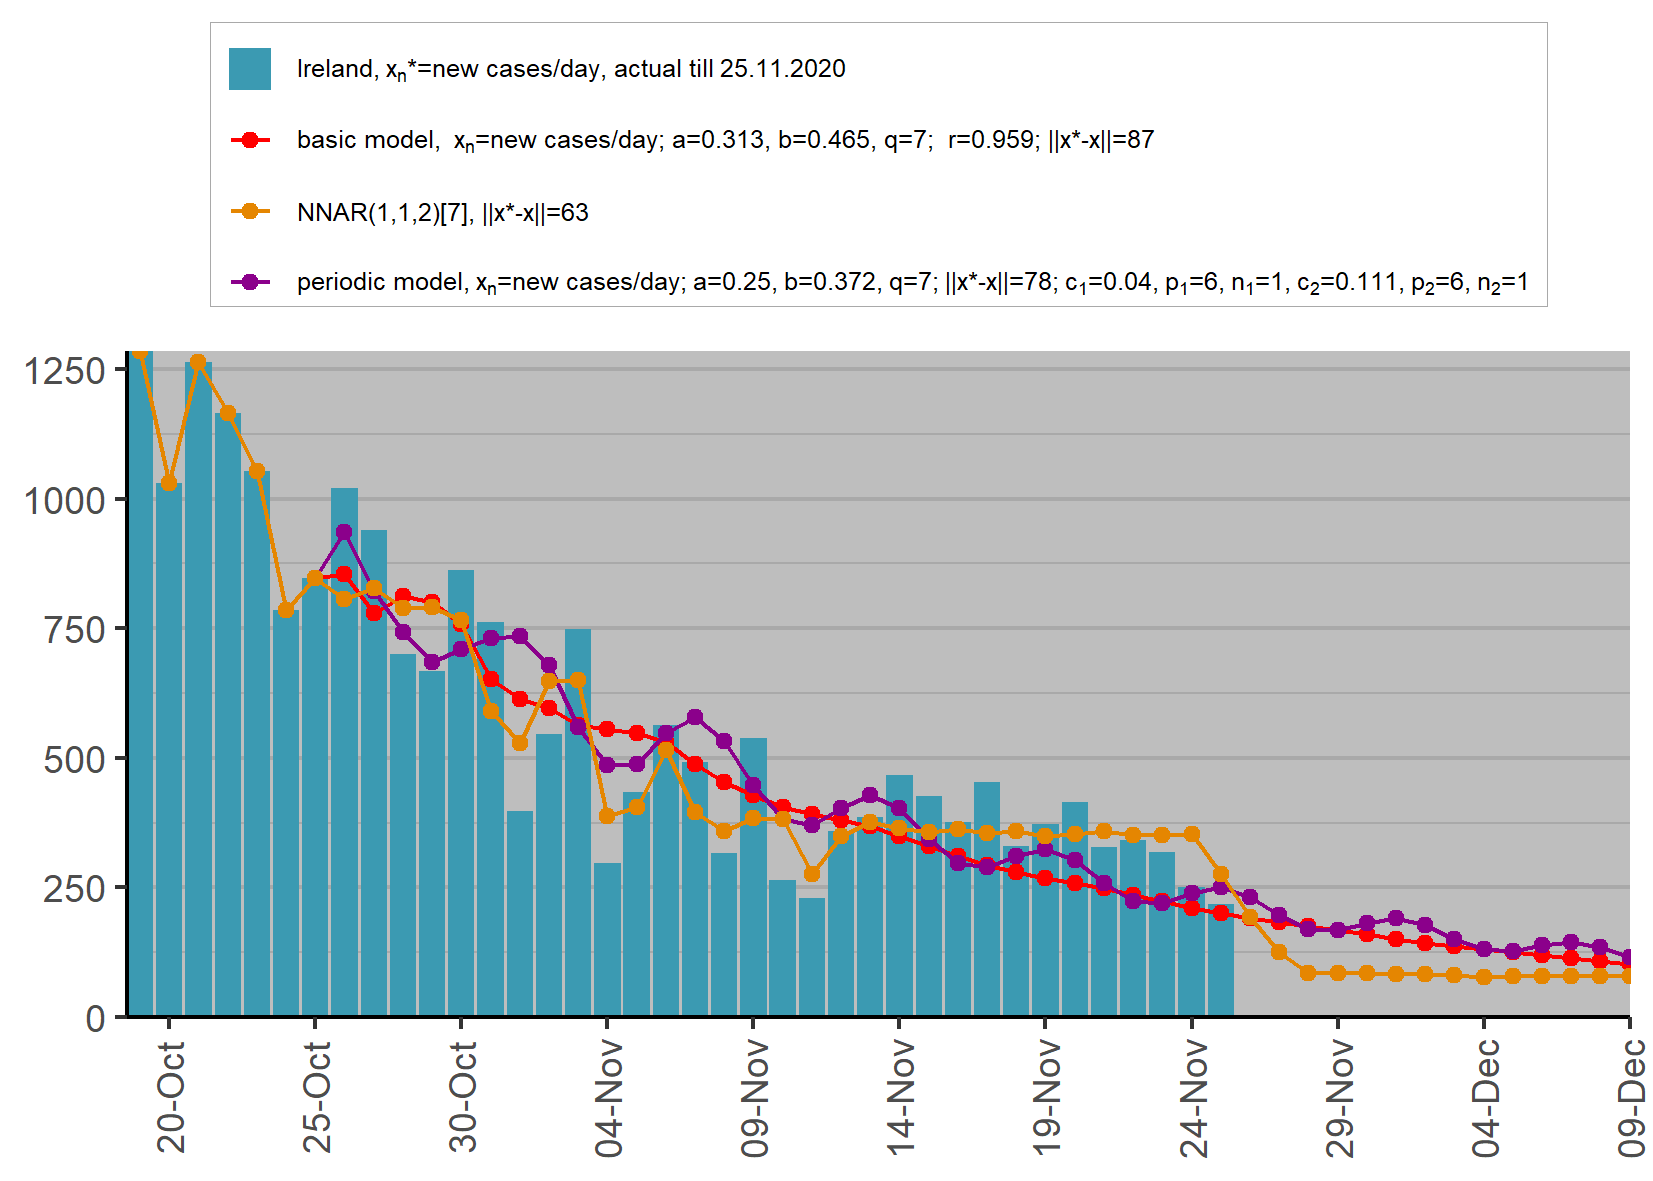 Ireland, xₙ*=new cases/day, actual till 25.11.2020
basic model,  xₙ=new cases/day; a=0.313, b=0.465, q=7;  r=0.959; ||x*-x||=87
NNAR(1,1,2)[7], ||x*-x||=63
periodic model, xₙ=new cases/day; a=0.25, b=0.372, q=7; ||x*-x||=78; c₁=0.04, p₁=6, n₁=1, c₂=0.111, p₂=6, n₂=1
1250
1000
750
500
250
0
20-Oct
25-Oct
30-Oct
04-Nov
09-Nov
14-Nov
19-Nov
24-Nov
29-Nov
04-Dec
09-Dec